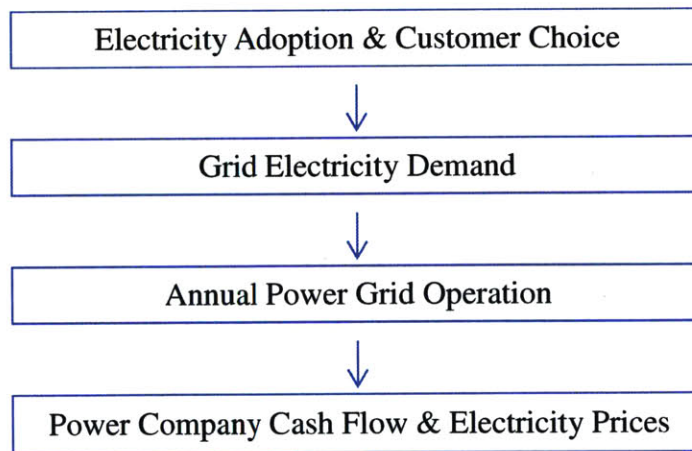 Electricity Adoption & Customer Choice
Grid Electricity Demand
Annual Power Grid Operation
Power Company Cash Flow & Electricity Prices